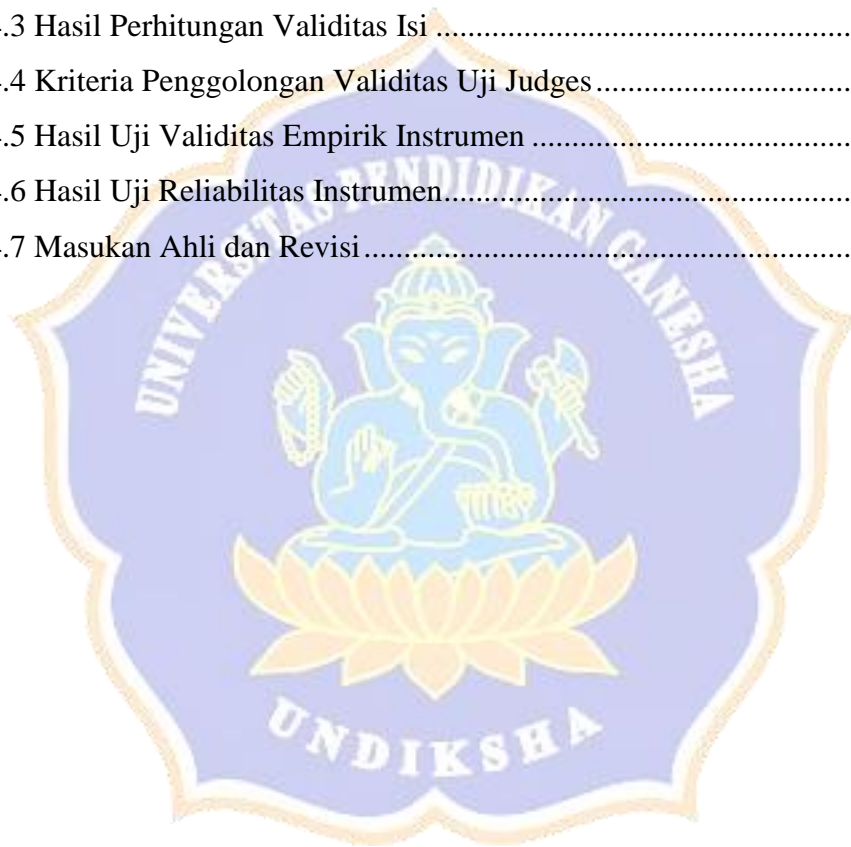 .3 Hasil Perhitungan Validitas Isi ................................................
.4 Kriteria Penggolongan Validitas Uji Judges ................................
.5 Hasil Uji Validitas Empirik Instrumen ........................................
.6 Hasil Uji Reliabilitas Instrumen....................................................
.7 Masukan Ahli dan Revisi ..............................................................
UNIVERSITAS PENDIDIKAN GANESHA
UNDIKSHA